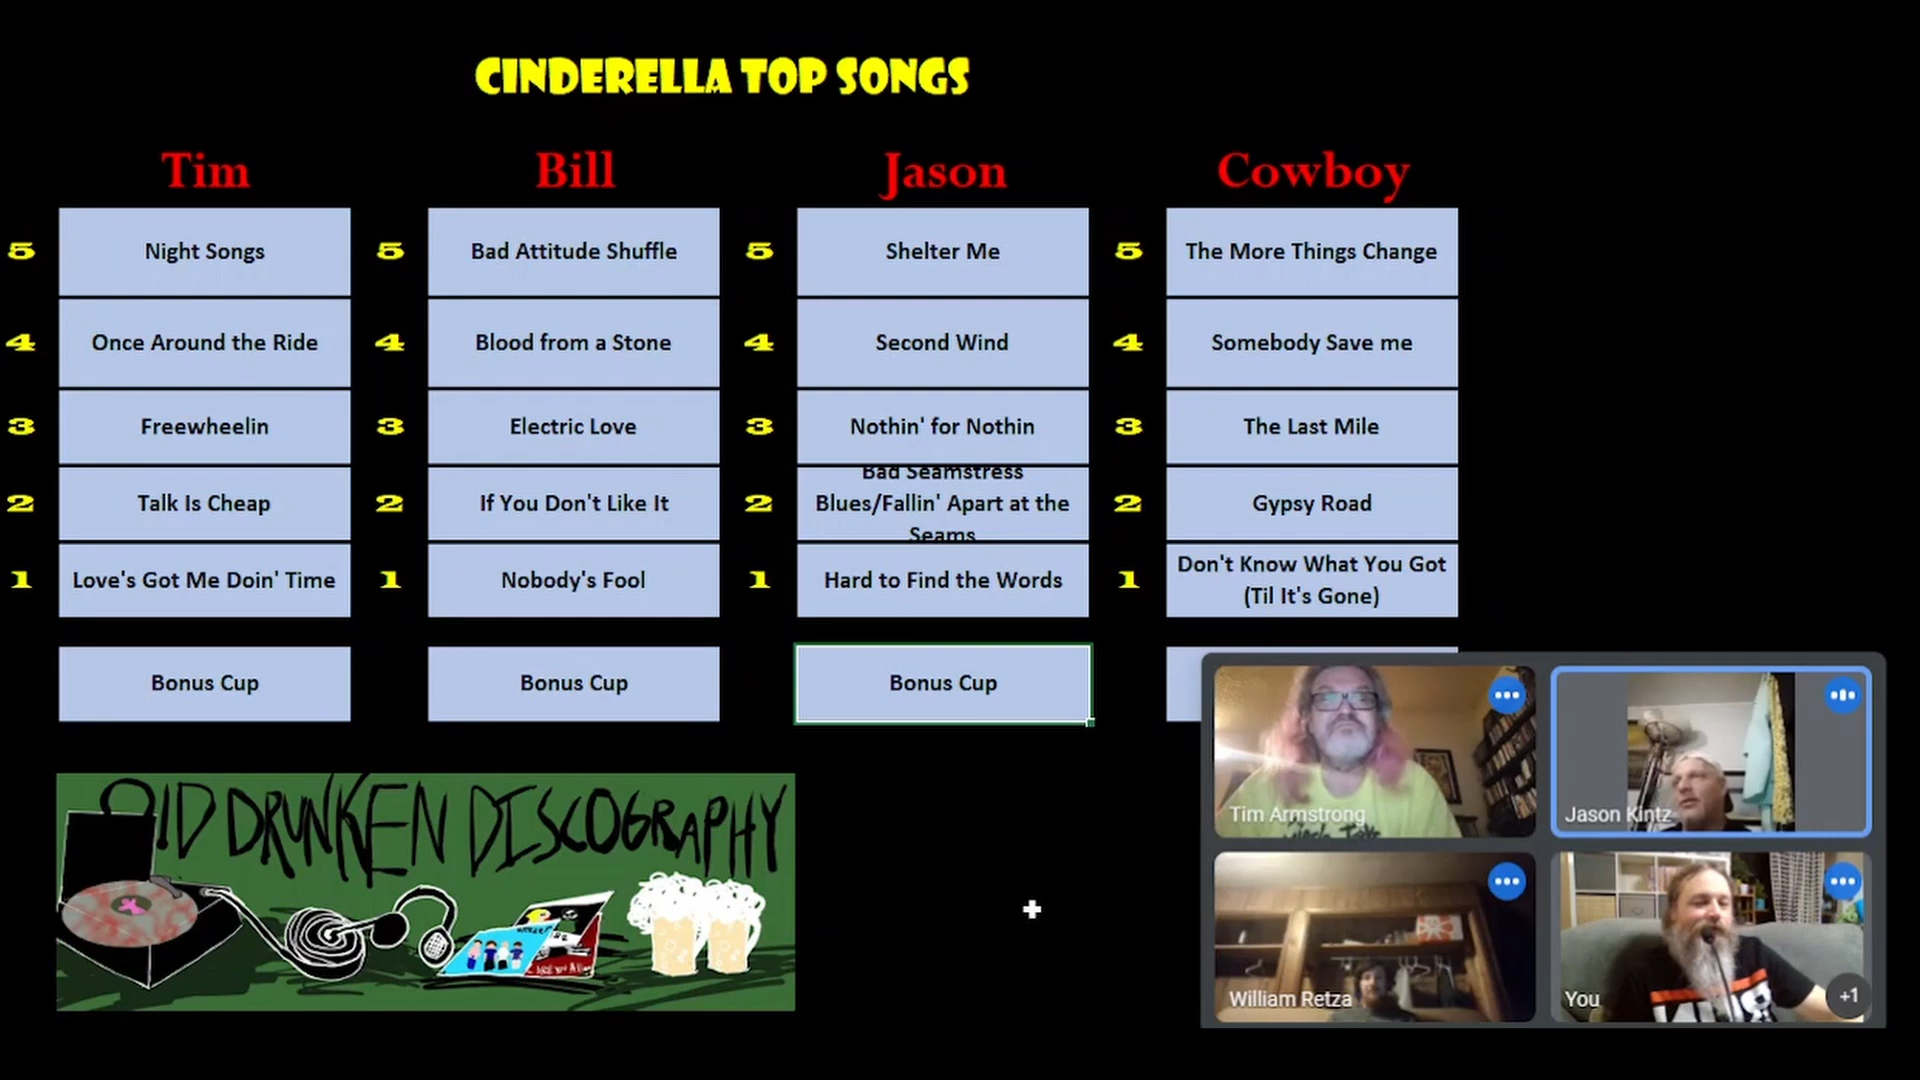 CINDERELLA TOP SONGS
Tim Bill Jason Cowboy
5 Night Songs 5 Bad Attitude Shuffle 5 Shelter Me 5 The More Things Change
4 Once Around the Ride 4 Blood from a Stone 4 Second Wind 4 Somebody Save me
3 Freewheelin 3 Electric Love 3 Nothin' for Nothin 3 The Last Mile
Bad Seamstress
2 Talk Is Cheap 2 If You Don't Like It 2 Blues/Fallin' Apart at the 2 Gypsy Road
Seams
1 Love's Got Me Doin' Time 1 Nobody's Fool 1 Hard to Find the Words 1 Don't Know What You Got
(Til It's Gone)
Bonus Cup Bonus Cup Bonus Cup
OID DRUNKEN DISCOGRAPHY
Tim Armstrong
Jason Kintz
William Retza
You
+1